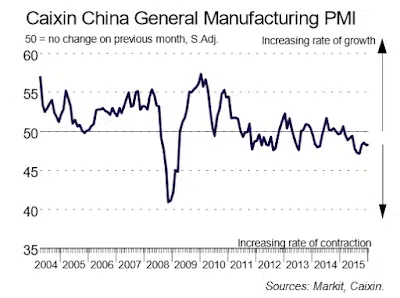 Caixin China General Manufacturing PMI
50 = no change on previous month, S.Adj.
Increasing rate of growth
60
55
50
45
40
35
Increasing rate of contraction
2004 2005 2006 2007 2008 2009 2010 2011 2012 2013 2014 2015
Sources: Markit, Caixin.